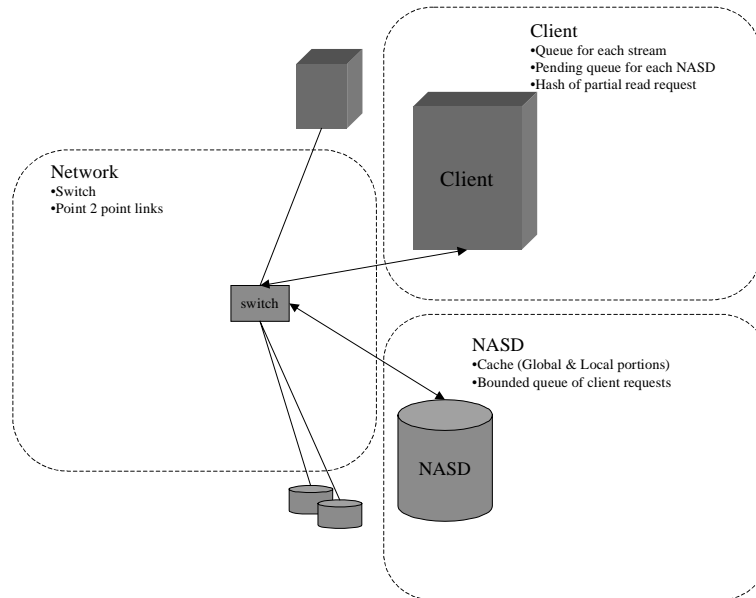 Client
•Queue for each stream
•Pending queue for each NASD
•Hash of partial read request
Client
Network
•Switch
•Point 2 point links
switch
NASD
•Cache (Global & Local portions)
•Bounded queue of client requests
NASD